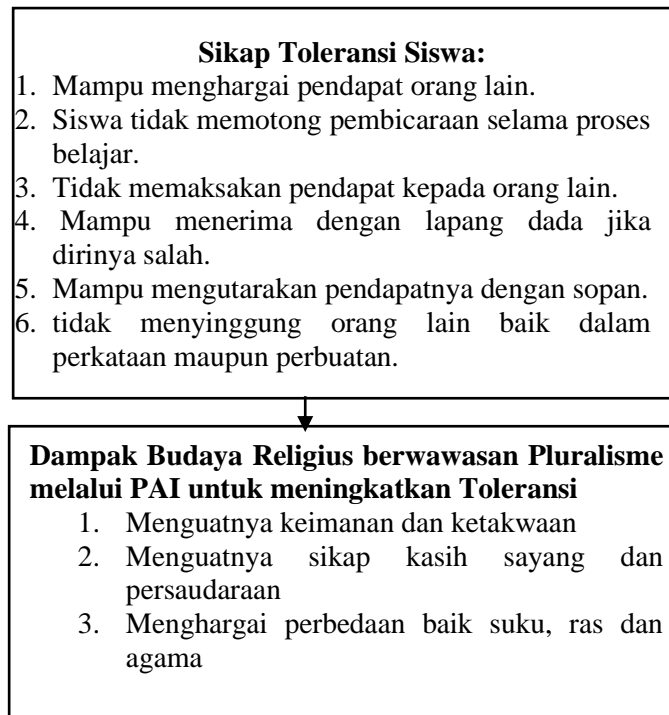 Sikap Toleransi Siswa:
1. Mampu menghargai pendapat orang lain.
2. Siswa tidak memotong pembicaraan selama proses
belajar.
3. Tidak memaksakan pendapat kepada orang lain.
4. Mampu menerima dengan lapang dada jika
dirinya salah.
5. Mampu mengutarakan pendapatnya dengan sopan.
6. tidak menyinggung orang lain baik dalam
perkataan maupun perbuatan.
Dampak Budaya Religius berwawasan Pluralisme
melalui PAI untuk meningkatkan Toleransi
1. Menguatnya keimanan dan ketakwaan
2. Menguatnya sikap kasih sayang dan
persaudaraan
3. Menghargai perbedaan baik suku, ras dan
agama